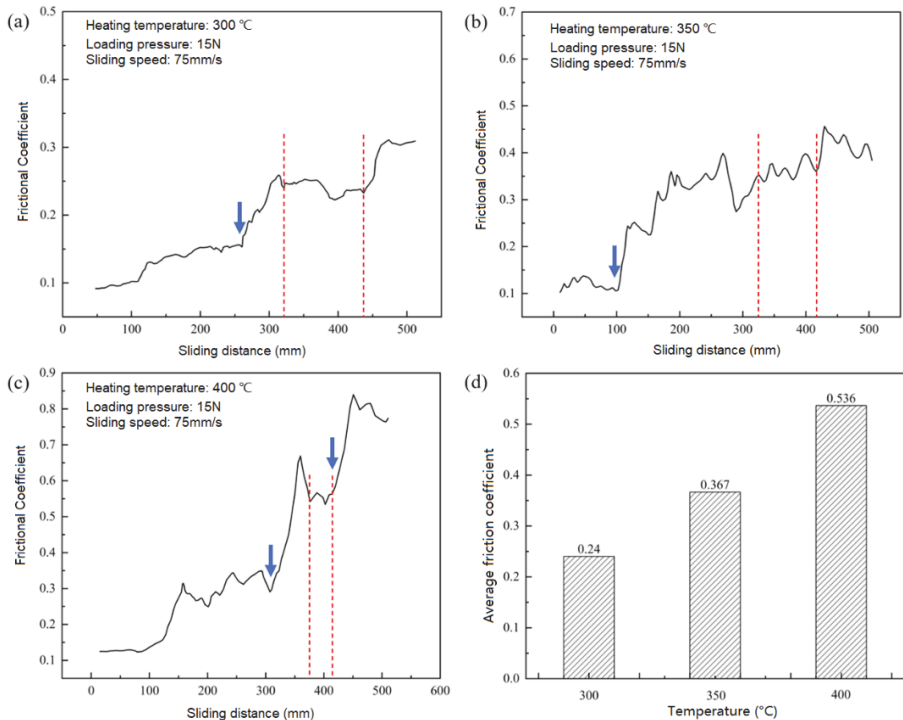 (a)
Heating temperature: 300 ℃
Loading pressure: 15N
Sliding speed: 75mm/s
Frictional Coefficient
0.5
0.4
0.3
0.2
0.1
0
100
200
300
400
500
600
Sliding distance (mm)
(b)
Heating temperature: 350 ℃
Loading pressure: 15N
Sliding speed: 75mm/s
Frictional Coefficient
0.7
0.6
0.5
0.4
0.3
0.2
0.1
0
100
200
300
400
500
600
Sliding distance (mm)
(c)
Heating temperature: 400 ℃
Loading pressure: 15N
Sliding speed: 75mm/s
Frictional Coefficient
0.9
0.8
0.7
0.6
0.5
0.4
0.3
0.2
0.1
0
100
200
300
400
500
600
Sliding distance (mm)
(d)
Average friction coefficient
0.6
0.5
0.4
0.3
0.2
0.1
0.0
0.24
0.367
0.536
300
350
400
Temperature (°C)